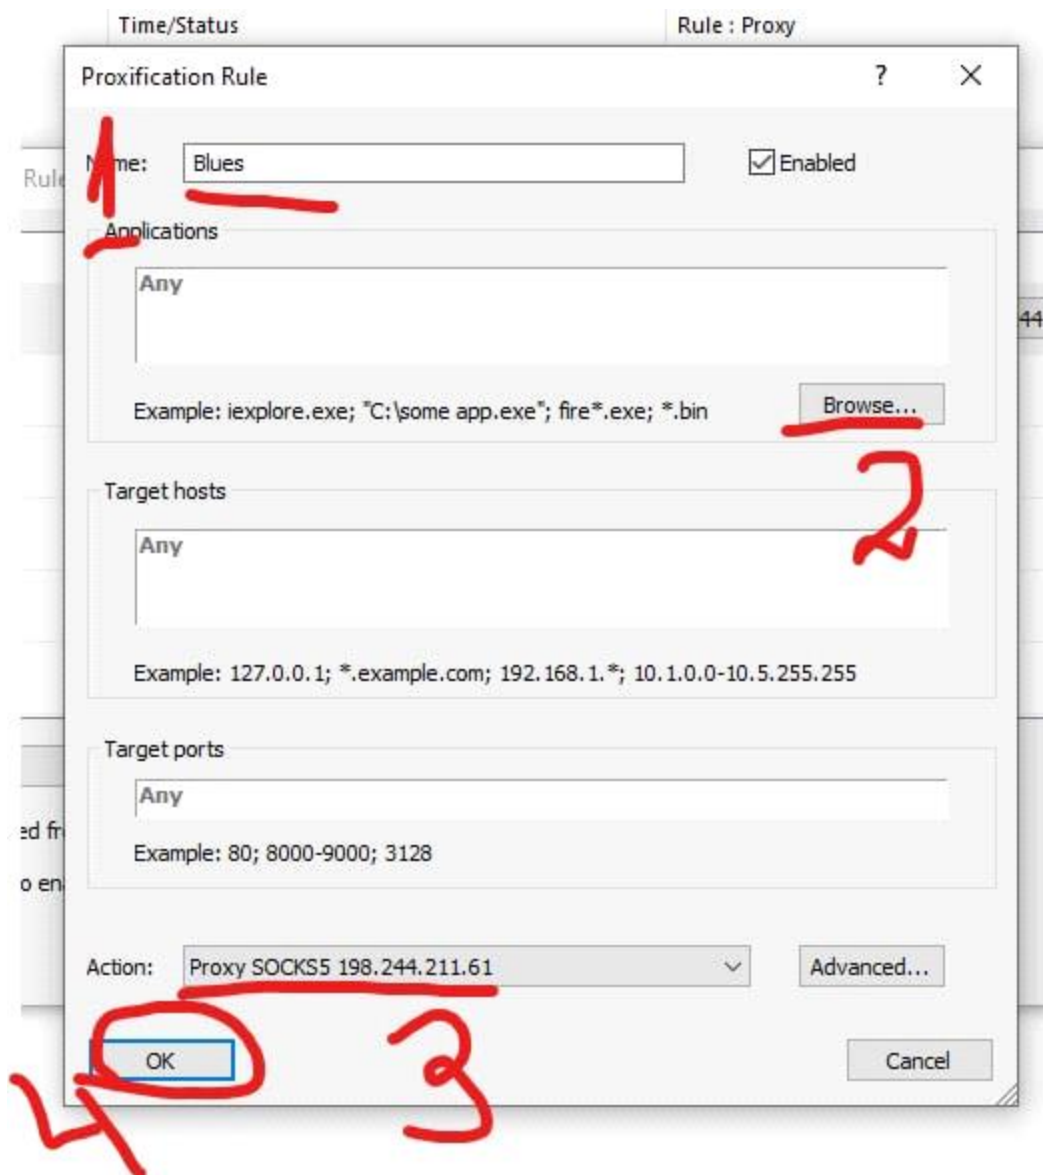 Time/Status Rule : Proxy
Proxification Rule ? X
1
Name: Blues Enabled
Rule
Applications
Any
44
Example: iexplore.exe; "C:\some app.exe"; fire*.exe; *.bin Browse...
2
Target hosts
Any
Example: 127.0.0.1; *.example.com; 192.168.1.*; 10.1.0.0-10.5.255.255
Target ports
Any
ed fr
Example: 80; 8000-9000; 3128
o en
Action: Proxy SOCKS5 198.244.211.61 Advanced...
OK Cancel
4 3